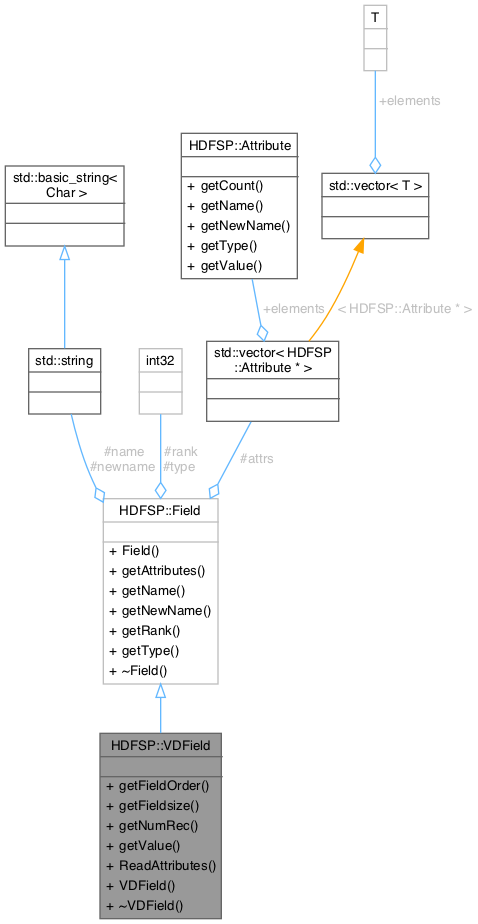 T
+elements
HDFSP::Attribute
+ getCount()
+ getName()
+ getNewName()
+ getType()
+ getValue()
std::basic_string<
Char >
std::vector< T >
+elements
< HDFSP::Attribute * >
std::string
int32
std::vector< HDFSP
::Attribute * >
#name
#newname
#rank
#type
#attrs
HDFSP::Field
+ Field()
+ getAttributes()
+ getName()
+ getNewName()
+ getRank()
+ getType()
+ ~Field()
HDFSP::VDField
+ getFieldOrder()
+ getFieldsize()
+ getNumRec()
+ getValue()
+ ReadAttributes()
+ VDField()
+ ~VDField()